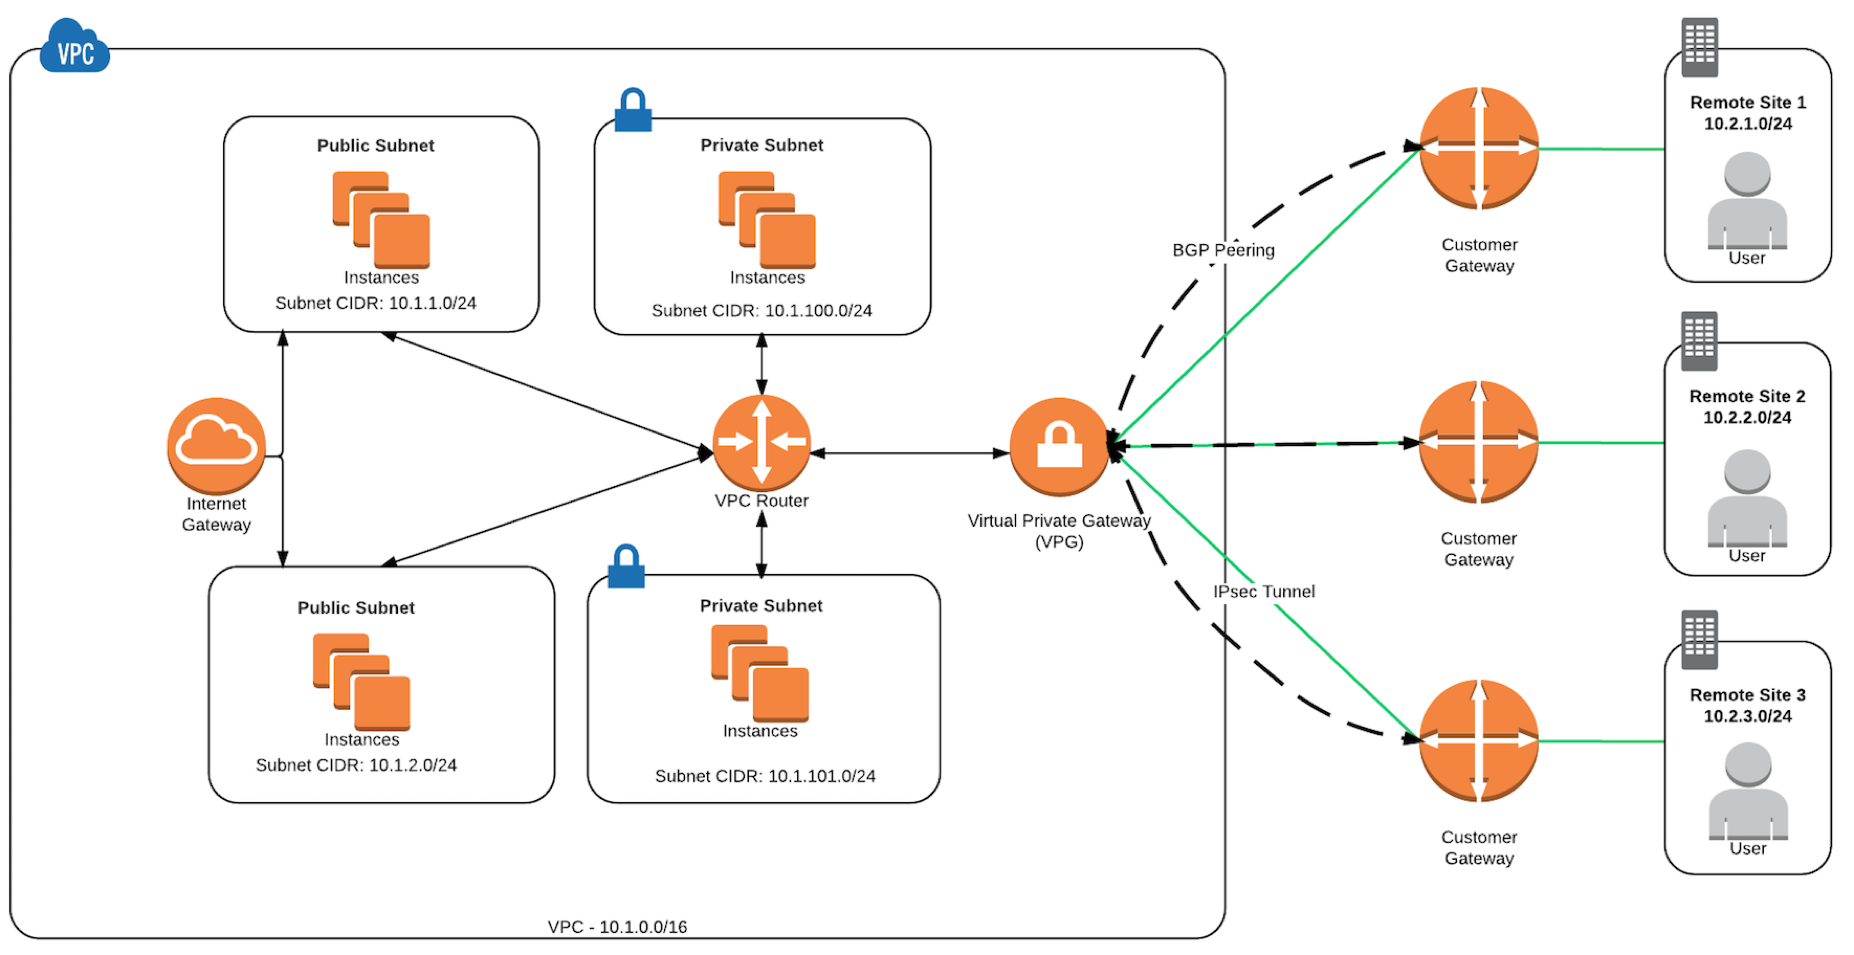 VPC
Public Subnet
Instances
Subnet CIDR: 10.1.1.0/24
Private Subnet
Instances
Subnet CIDR: 10.1.100.0/24
Internet
Gateway
VPC Router
Virtual Private Gateway
(VPG)
Public Subnet
Instances
Subnet CIDR: 10.1.2.0/24
Private Subnet
Instances
Subnet CIDR: 10.1.101.0/24
VPC - 10.1.0.0/16
BGP Peering
IPsec Tunnel
Customer
Gateway
Remote Site 1
10.2.1.0/24
User
Customer
Gateway
Remote Site 2
10.2.2.0/24
User
Customer
Gateway
Remote Site 3
10.2.3.0/24
User